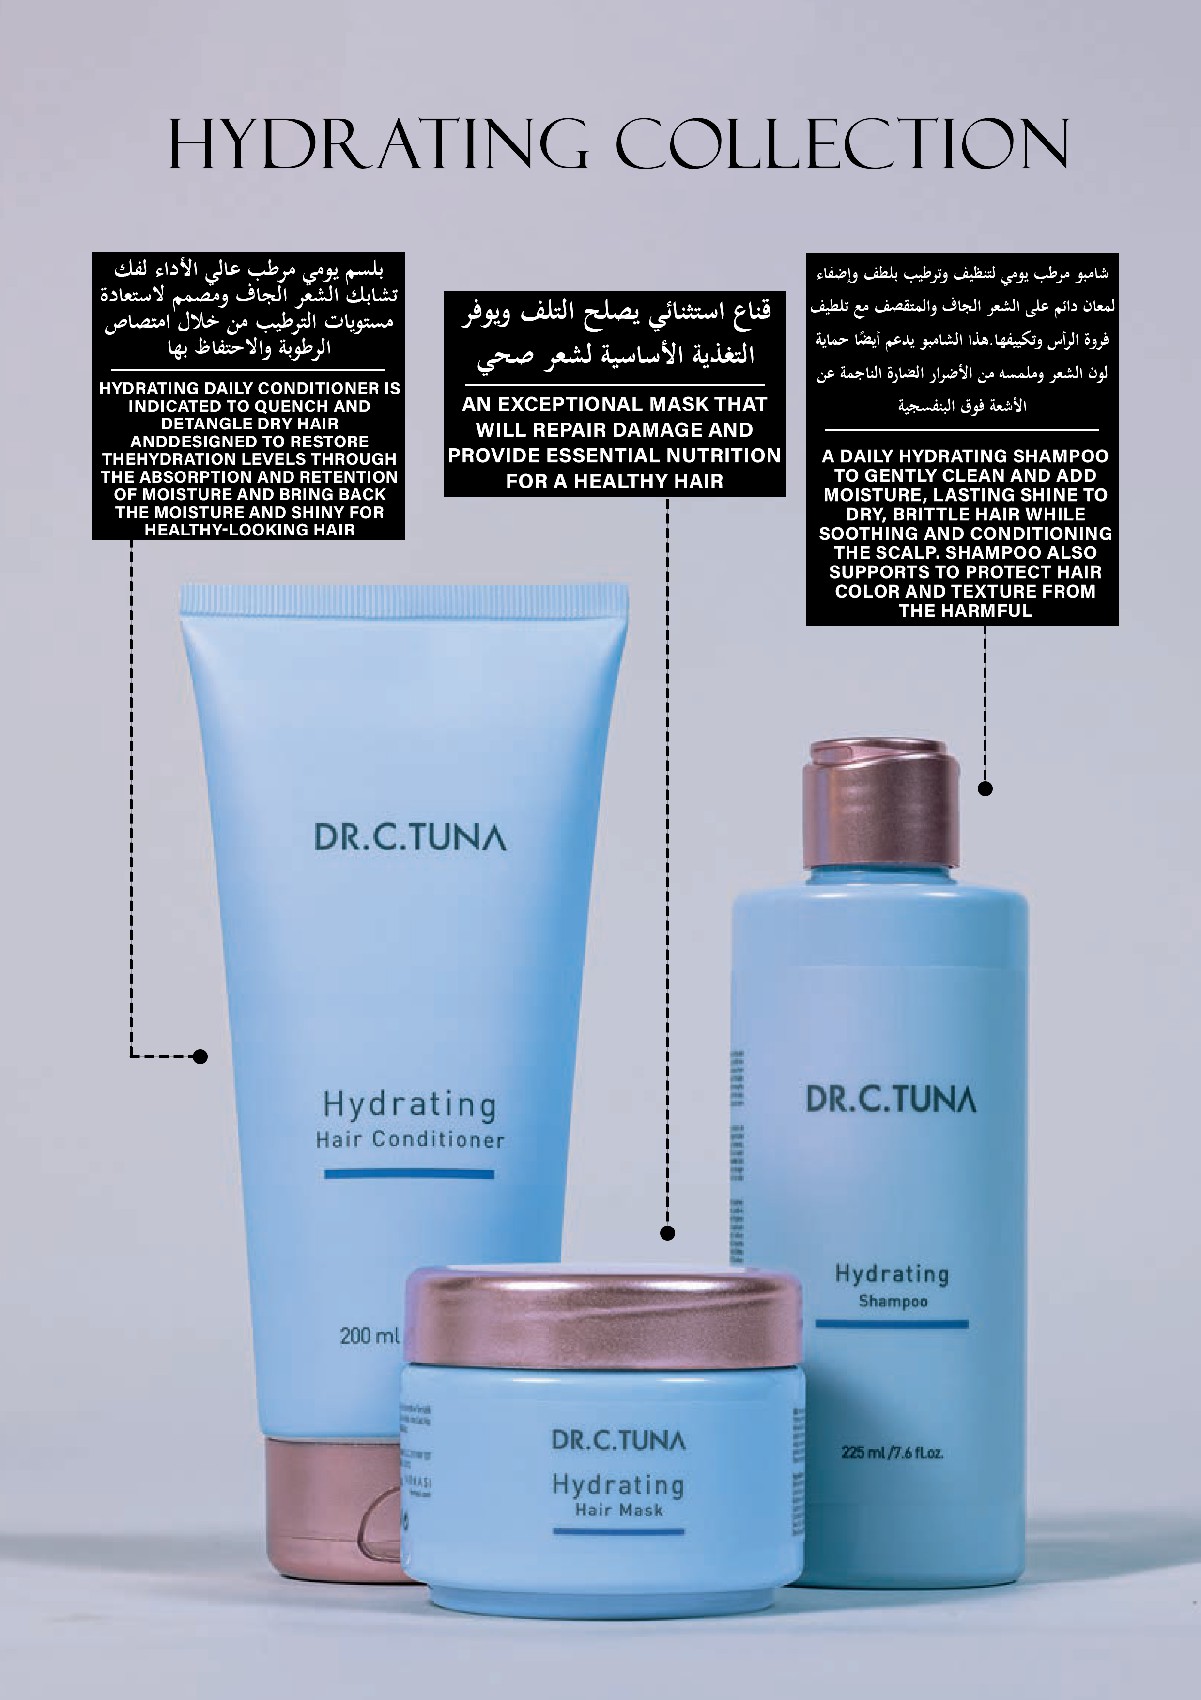 HYDRATING COLLECTION
بلسم يومي مرطب عالي الأداء لفك
تشابك الشعر الجاف ومصمم لاستعادة
مستويات الترطيب من خلال امتصاص
الرطوبة والاحتفاظ بها
HYDRATING DAILY CONDITIONER IS
INDICATED TO QUENCH AND
DETANGLE DRY HAIR
ANDDESIGNED TO RESTORE
THEHYDRATION LEVELS THROUGH
THE ABSORPTION AND RETENTION
OF MOISTURE AND BRING BACK
THE MOISTURE AND SHINY FOR
HEALTHY-LOOKING HAIR
قناع استثنائي يصلح التلف ويوفر
التغذية الأساسية لشعر صحي
AN EXCEPTIONAL MASK THAT
WILL REPAIR DAMAGE AND
PROVIDE ESSENTIAL NUTRITION
FOR A HEALTHY HAIR
شامبو مرطب يومي لتنظيف وترطيب بلطف وإضفاء
لمعان دائم على الشعر الجاف والمتقصف مع تلطيف
فروة الرأس وتكييفها.هذا الشامبو يدعم أيضًا حماية
لون الشعر وملمسه من الأضرار الضارة الناجمة عن
الأشعة فوق البنفسجية
A DAILY HYDRATING SHAMPOO
TO GENTLY CLEAN AND ADD
MOISTURE, LASTING SHINE TO
DRY, BRITTLE HAIR WHILE
SOOTHING AND CONDITIONING
THE SCALP. SHAMPOO ALSO
SUPPORTS TO PROTECT HAIR
COLOR AND TEXTURE FROM
THE HARMFUL
DR.C.TUNA
Hydrating
Hair Conditioner
200 ml
DR.C.TUNA
Hydrating
Hair Mask
DR.C.TUNA
Hydrating
Shampoo
225 ml/7.6 fl.oz.